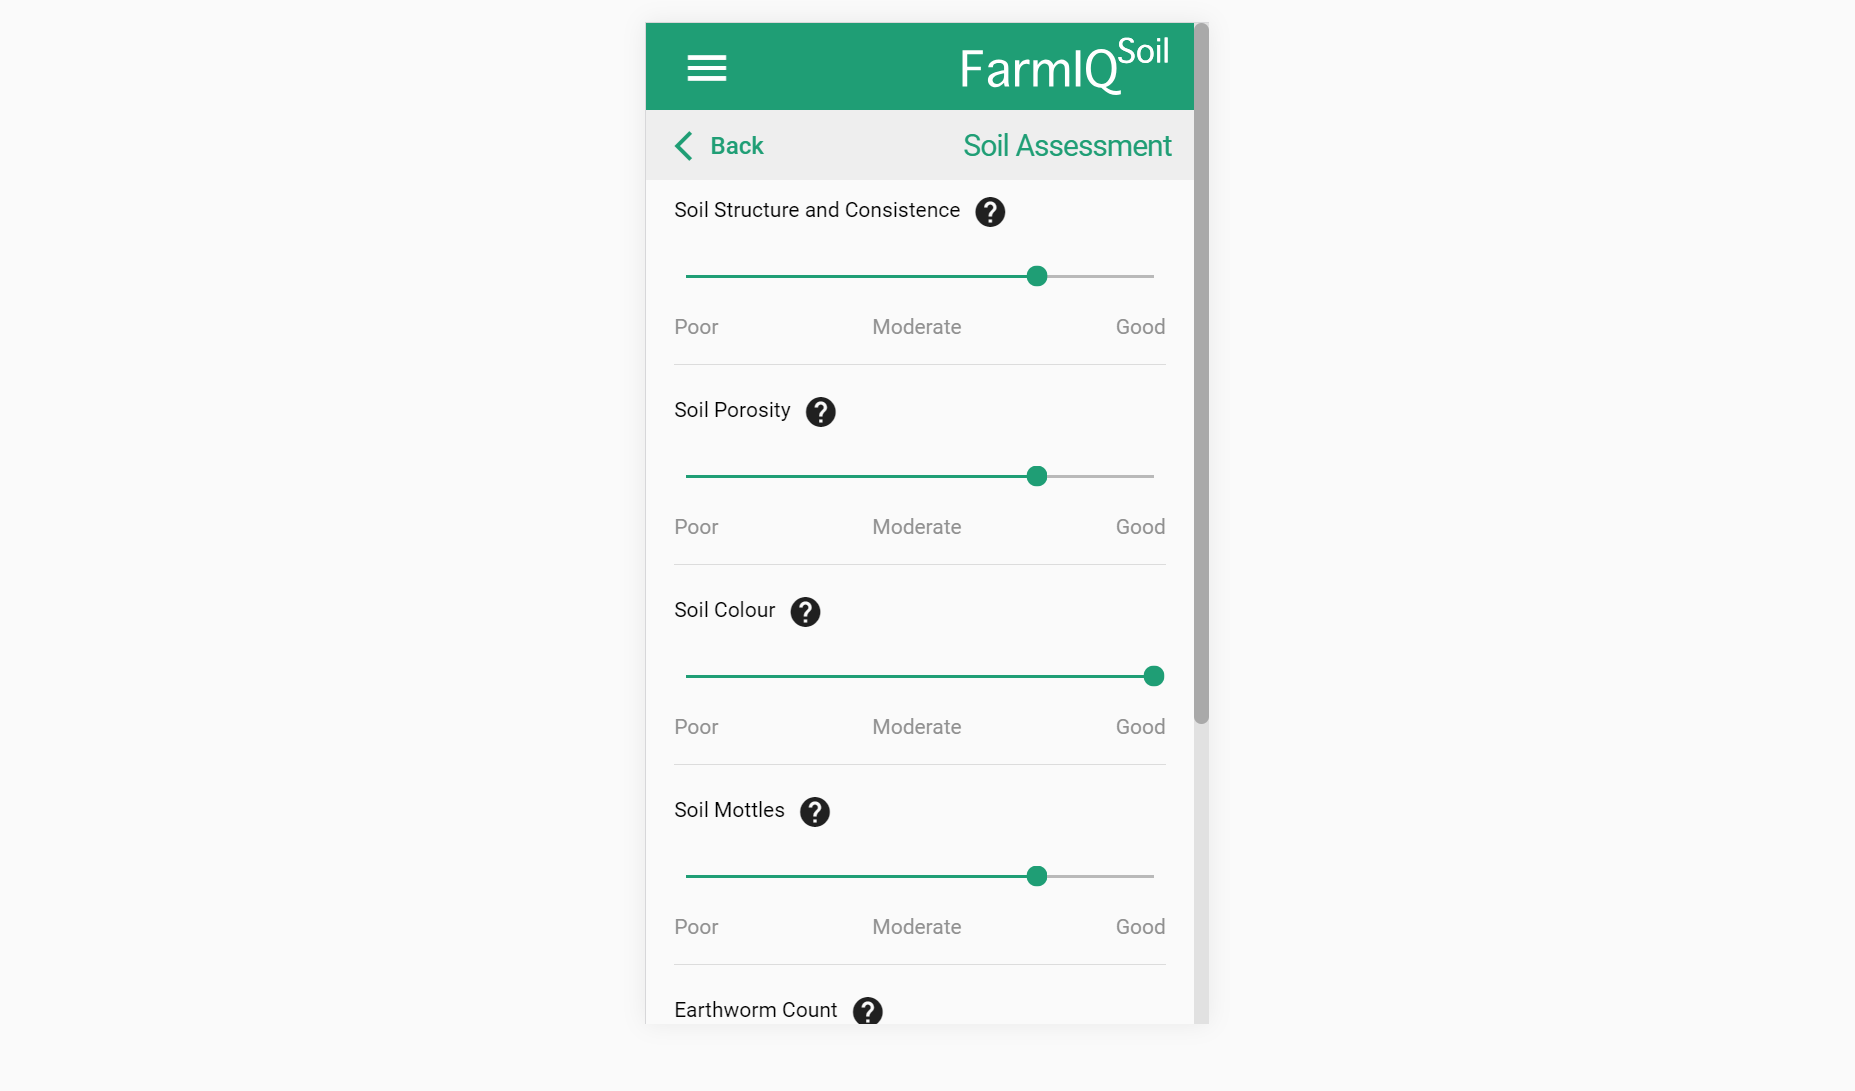 FarmIQ Soil
Back Soil Assessment
Soil Structure and Consistence ?
Poor Moderate Good
Soil Porosity ?
Poor Moderate Good
Soil Colour ?
Poor Moderate Good
Soil Mottles ?
Poor Moderate Good
Earthworm Count ?